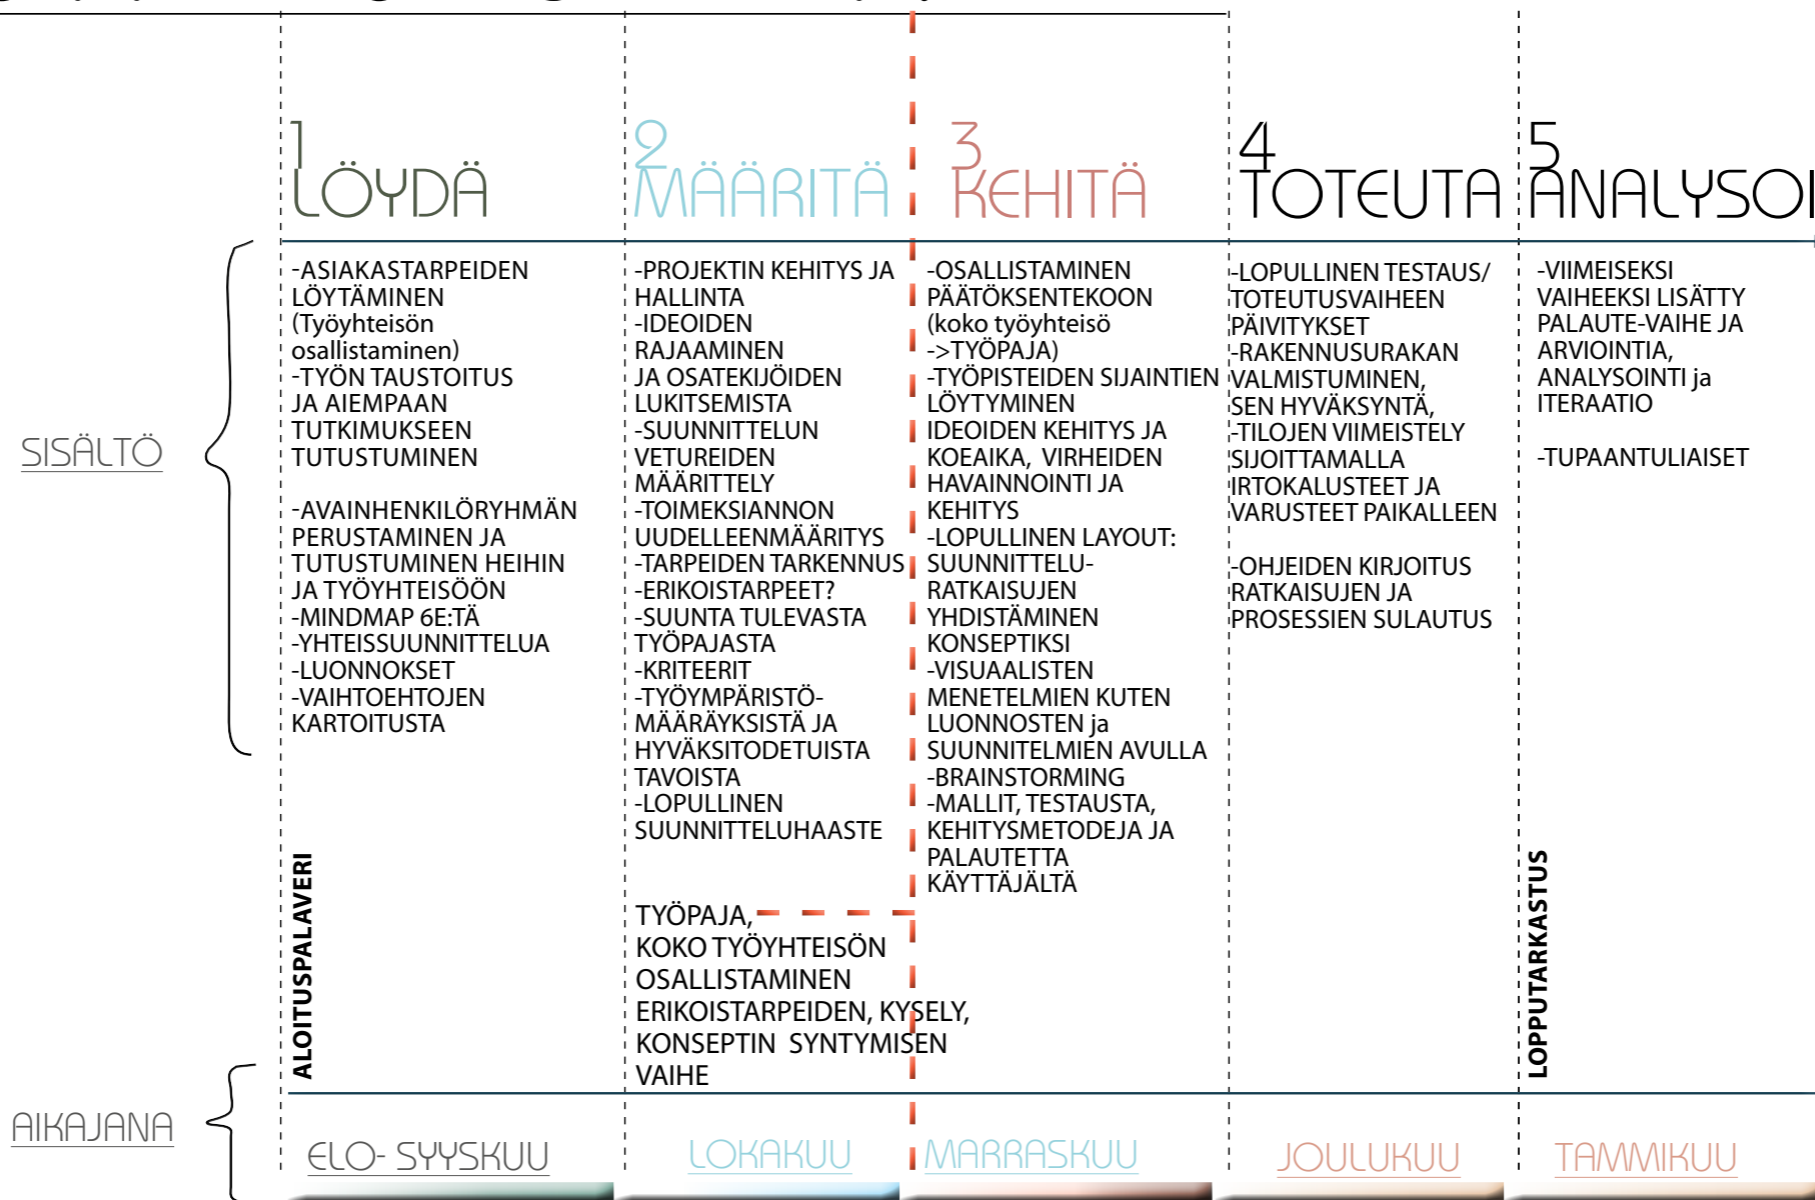 1
LÖYDÄ
2
MÄÄRITÄ
3
KEHITÄ
4
TOTEUTA
5
ANALYSOI
SISÄLTÖ
-ASIAKASTARPEIDEN
LÖYTÄMINEN
(Työyhteisön
osallistaminen)
-TYÖN TAUSTOITUS
JA AIEMPAAN
TUTKIMUKSEEN
TUTUSTUMINEN
-AVAINHENKILÖRYHMÄN
PERUSTAMINEN JA
TUTUSTUMINEN HEIHIN
JA TYÖYHTEISÖÖN
-MINDMAP 6E:TÄ
-YHTEISSUUNNITTELUA
-LUONNOKSET
-VAIHTOEHTOJEN
KARTOITUSTA
ALOITUSPALAVERI
-PROJEKTIN KEHITYS JA
HALLINTA
-IDEOIDEN
RAJAAMINEN
JA OSATEKIJÖIDEN
LUKITSEMISTA
-SUUNNITTELUN
VETUREIDEN
MÄÄRITTELY
-TOIMEKSIANNON
UUDELLEENMÄÄRITYS
-TARPEIDEN TARKENNUS
-ERIKOISTARPEET?
-SUUNTA TULEVASTA
TYÖPAJASTA
-KRITEERIT
-TYÖYMPÄRISTÖ-
MÄÄRÄYKSISTÄ JA
HYVÄKSITODETUISTA
TAVOISTA
-LOPULLINEN
SUUNNITTELUHAASTE
TYÖPAJA,
KOKO TYÖYHTEISÖN
OSALLISTAMINEN
ERIKOISTARPEIDEN, KYSELY,
KONSEPTIN SYNTYMISEN
VAIHE
-OSALLISTAMINEN
PÄÄTÖKSENTEKOON
(koko työyhteisö
->TYÖPAJA)
-TYÖPISTEIDEN SIJAINTIEN
LÖYTYMINEN
IDEOIDEN KEHITYS JA
KOEAIKA, VIRHEIDEN
HAVAINNOINTI JA
KEHITYS
-LOPULLINEN LAYOUT:
SUUNNITTELU-
RATKAISUJEN
YHDISTÄMINEN
KONSEPTIKSI
-VISUAALISTEN
MENETELMIEN KUTEN
LUONNOSTEN ja
SUUNNITELMIEN AVULLA
-BRAINSTORMING
-MALLIT, TESTAUSTA,
KEHITYSMETODEJA JA
PALAUTETTA
KÄYTTÄJÄLTÄ
-LOPULLINEN TESTAUS/
TOTEUTUSVAIHEEN
PÄIVITYKSET
-RAKENNUSURAKAN
VALMISTUMINEN,
SEN HYVÄKSYNTÄ,
-TILOJEN VIIMEISTELY
SIJOITTAMALLA
IRTOKALUSTEET JA
VARUSTEET PAIKALLEEN
-OHJEIDEN KIRJOITUS
RATKAISUJEN JA
PROSESSIEN SULAUTUS
-VIIMEISEKSI
VAIHEEKSI LISÄTTY
PALAUTE-VAIHE JA
ARVIOINTIA,
ANALYSOINTI ja
ITERAATIO
-TUPAANTULIAISET
LOPPUTARKASTUS
AIKAJANA
ELO- SYYSKUU
LOKAKUU
MARRASKUU
JOULUKUU
TAMMIKUU